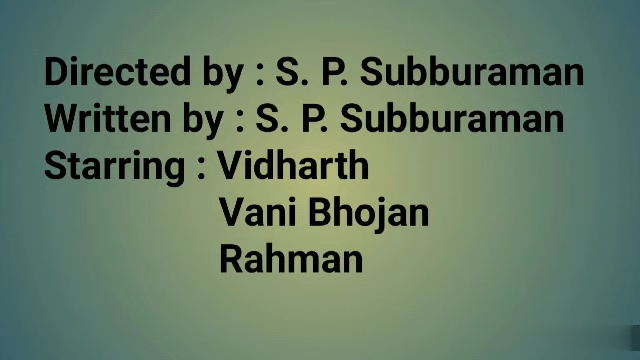 Directed by : S. P. Subburaman
Written by : S. P. Subburaman
Starring : Vidharth
Vani Bhojan
Rahman